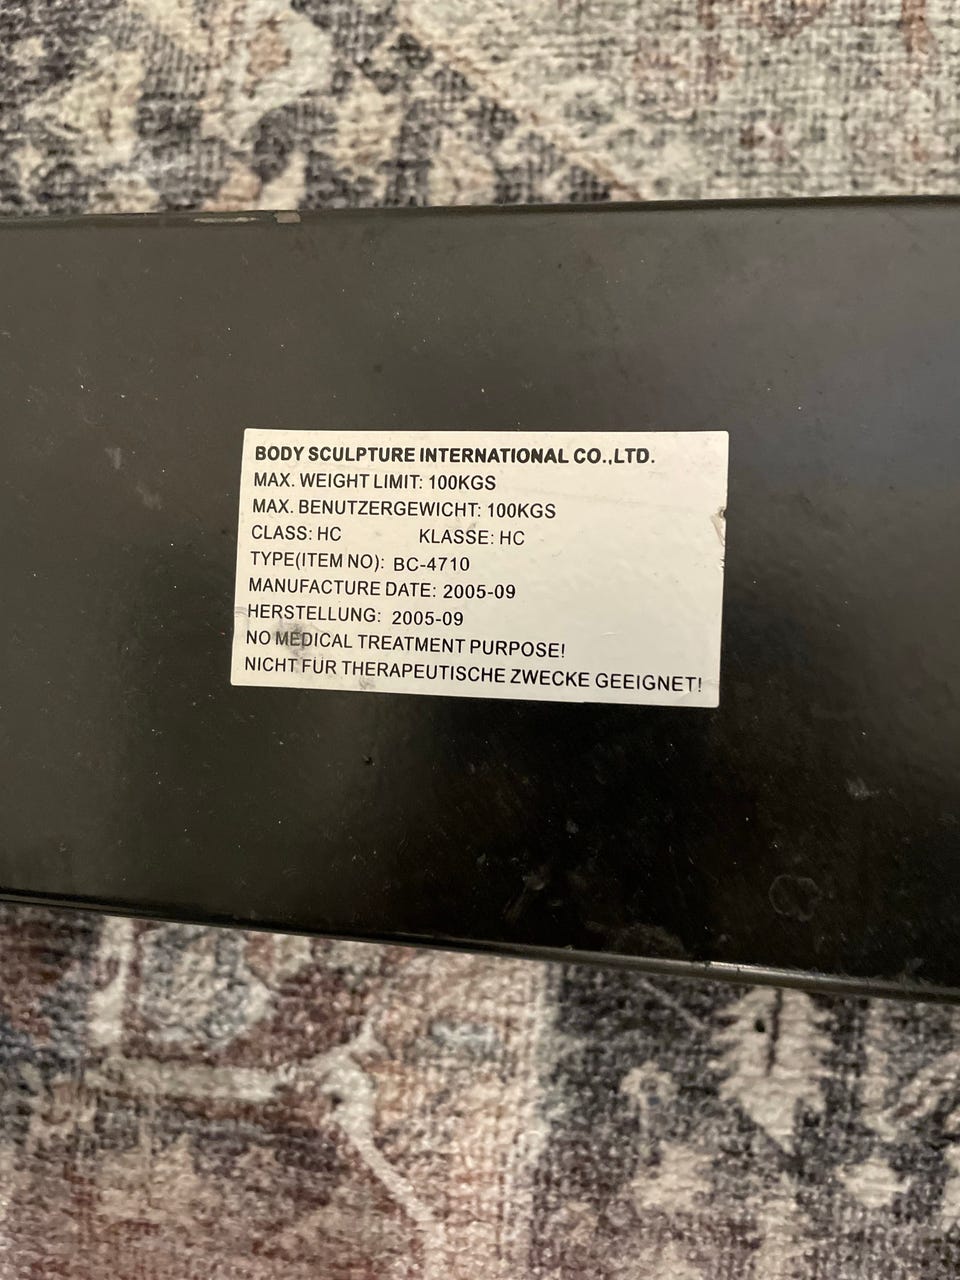 BODY SCULPTURE INTERNATIONAL CO.,LTD.
MAX. WEIGHT LIMIT: 100KGS
MAX. BENUTZERGEWICHT: 100KGS
CLASS: HC KLASSE: HC
TYPE(ITEM NO): BC-4710
MANUFACTURE DATE: 2005-09
HERSTELLUNG: 2005-09
NO MEDICAL TREATMENT PURPOSE!
NICHT FÜR THERAPEUTISCHE ZWECKE GEEIGNET!